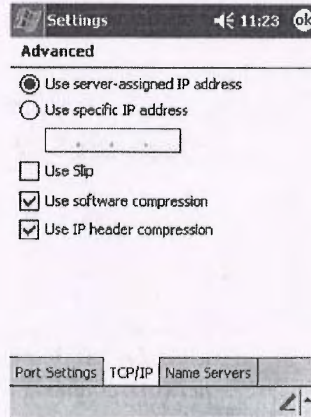 Settings 11:23 ok
Advanced
Use server-assigned IP address
Use specific IP address
. . .
Use Slip
Use software compression
Use IP header compression
Port Settings TCP/IP Name Servers